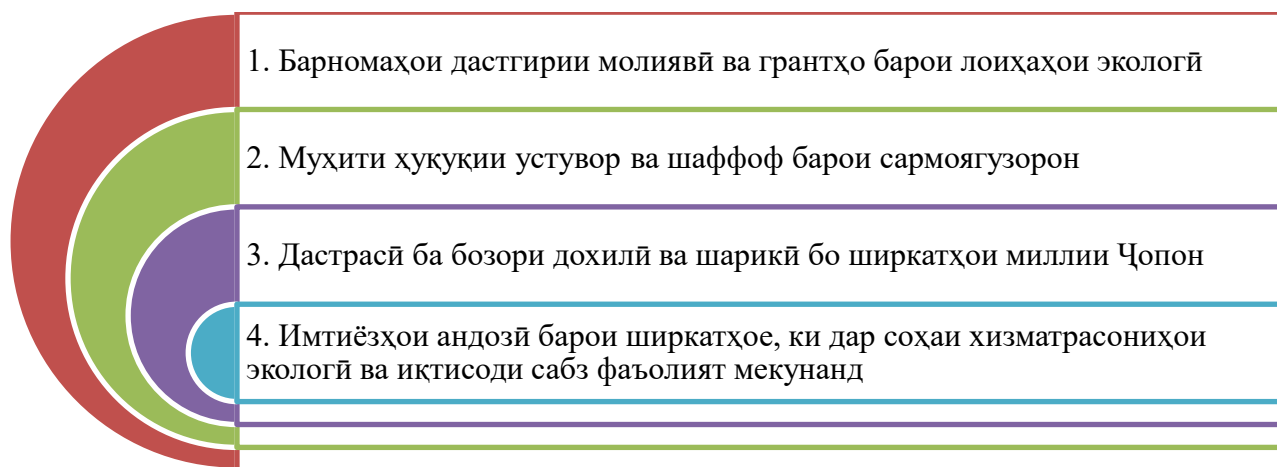 1. Барномаҳои дастгирии молиявӣ ва грантҳо барои лоиҳаҳои экологӣ
2. Муҳити ҳуқуқии устувор ва шаффоф барои сармоягузорон
3. Дастрасӣ ба бозори дохилӣ ва шарикӣ бо ширкатҳои миллии Ҷопон
4. Имтиёзҳои андозӣ барои ширкатҳое, ки дар соҳаи хизматрасониҳои
экологӣ ва иқтисоди сабз фаъолият мекунанд